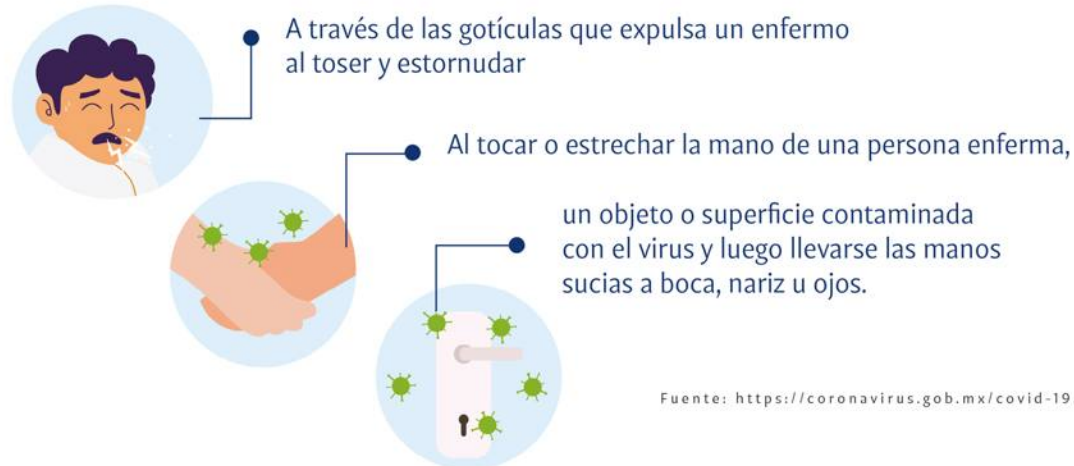 A través de las gotículas que expulsa un enfermo
al toser y estornudar
Al tocar o estrechar la mano de una persona enferma,
un objeto o superficie contaminada
con el virus y luego llevarse las manos
sucias a boca, nariz u ojos.
Fuente: https://coronavirus.gob.mx/covid-19